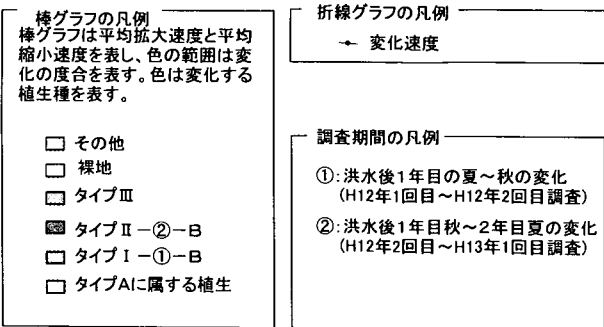 棒グラフの凡例
棒グラフは平均拡大速度と平均
縮小速度を表し、色の範囲は変
化の度合を表す。色は変化する
植生種を表す。
その他
裸地
タイプⅢ
タイプⅡ－②－B
タイプⅠ－①－B
タイプAに属する植生
折線グラフの凡例
変化速度
調査期間の凡例
①:洪水後1年目の夏～秋の変化
(H12年1回目～H12年2回目調査)
②:洪水後1年目秋～2年目夏の変化
(H12年2回目～H13年1回目調査)